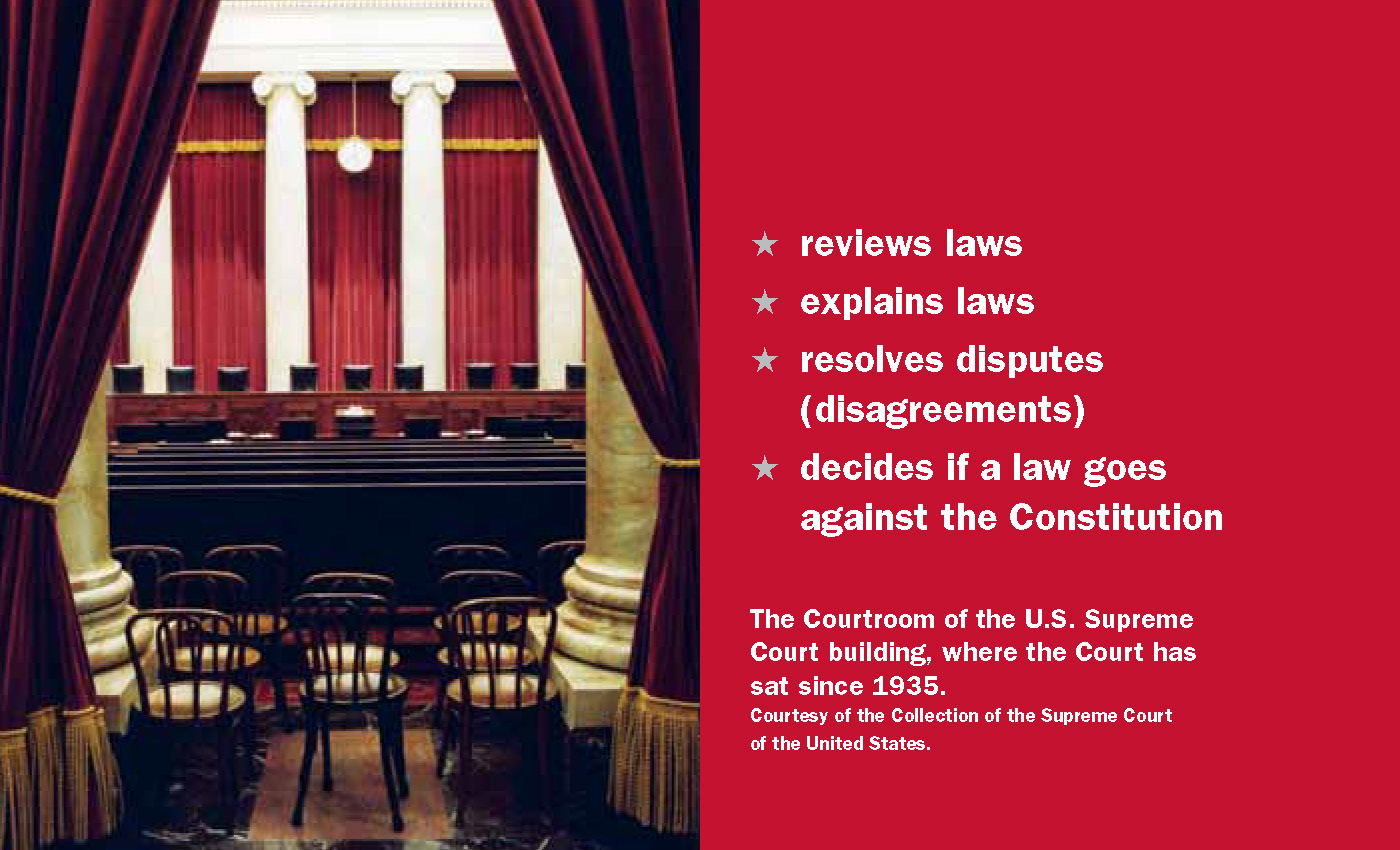 ★ reviews laws
★ explains laws
★ resolves disputes
(disagreements)
★ decides if a law goes
against the Constitution
The Courtroom of the U.S. Supreme
Court building, where the Court has
sat since 1935.
Courtesy of the Collection of the Supreme Court
of the United States.